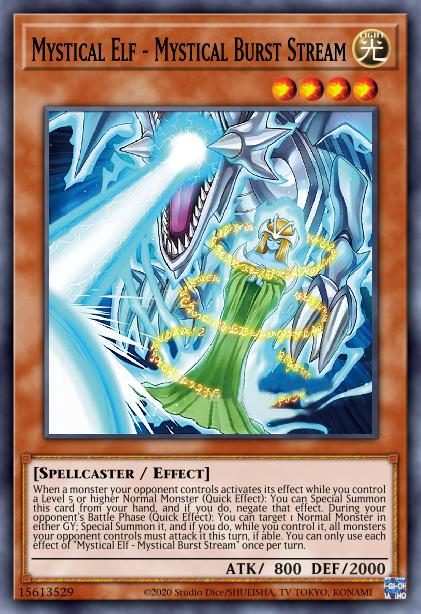 Mystical Elf - Mystical Burst Stream
LIGHT
光
[Spellcaster / Effect]
When a monster your opponent controls activates its effect while you control
a Level 5 or higher Normal Monster (Quick Effect): You can Special Summon
this card from your hand, and if you do, negate that effect. During your
opponent's Battle Phase (Quick Effect): You can target 1 Normal Monster in
either GY; Special Summon it, and if you do, while you control it, all monsters
your opponent controls must attack it this turn, if able. You can only use each
effect of "Mystical Elf - Mystical Burst Stream" once per turn.
ATK/ 800 DEF/2000
15613529
©2020 Studio Dice/SHUEISHA, TV TOKYO, KONAMI